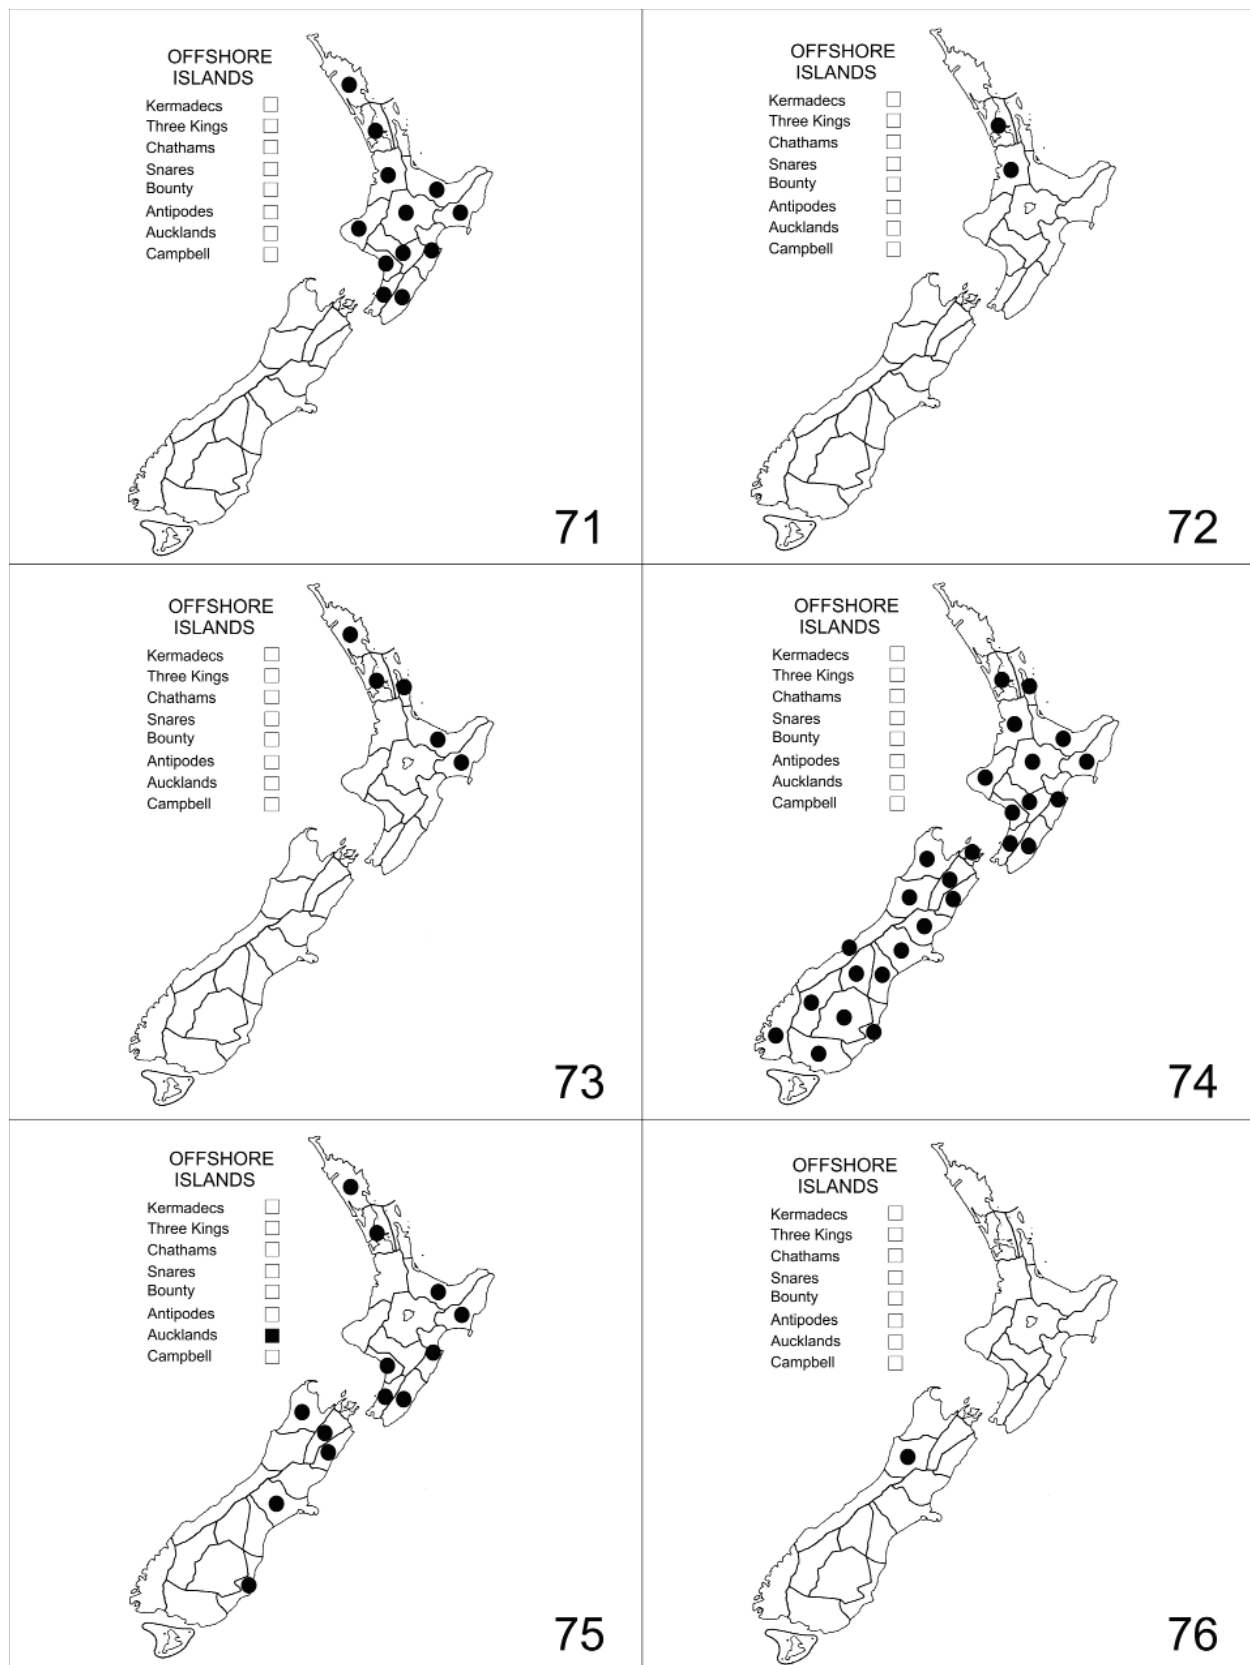 OFFSHORE
ISLANDS
Kermadecs
Three Kings
Chathams
Snares
Bounty
Antipodes
Aucklands
Campbell
71
OFFSHORE
ISLANDS
Kermadecs
Three Kings
Chathams
Snares
Bounty
Antipodes
Aucklands
Campbell
72
OFFSHORE
ISLANDS
Kermadecs
Three Kings
Chathams
Snares
Bounty
Antipodes
Aucklands
Campbell
73
OFFSHORE
ISLANDS
Kermadecs
Three Kings
Chathams
Snares
Bounty
Antipodes
Aucklands
Campbell
74
OFFSHORE
ISLANDS
Kermadecs
Three Kings
Chathams
Snares
Bounty
Antipodes
Aucklands
Campbell
75
OFFSHORE
ISLANDS
Kermadecs
Three Kings
Chathams
Snares
Bounty
Antipodes
Aucklands
Campbell
76